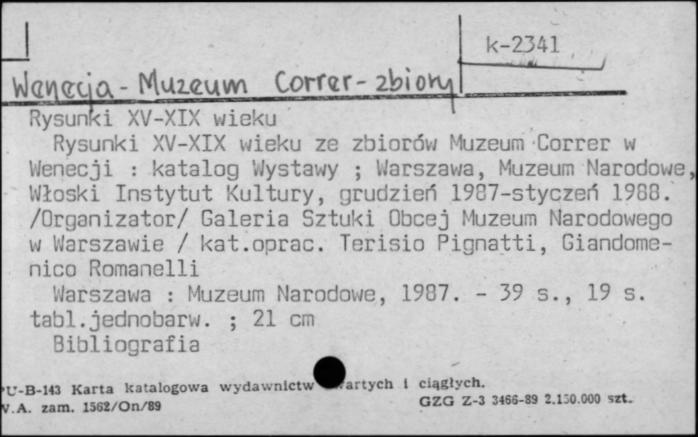 k-2341
Wenecja - Muzeum Correr - zbiory
Rysunki XV-XIX wieku
Rysunki XV-XIX wieku ze zbiorów Muzeum Correr w
Wenecji : katalog Wystawy ; Warszawa, Muzeum Narodowe,
Włoski Instytut Kultury, grudzień 1987-styczeń 1988.
/Organizator/ Galeria Sztuki Obcej Muzeum Narodowego
w Warszawie / kat.oprac. Terisio Pignatti, Giandome-
nico Romanelli
Warszawa : Muzeum Narodowe, 1987. - 39 s., 19 s.
tabl.jednobarw. ; 21 cm
Bibliografia
PU-B-143 Karta katalogowa wydawnictw wartych i ciągłych.
W.A. zam. 1562/On/89 GZG Z-3 3466-89 2.150.000 szt.